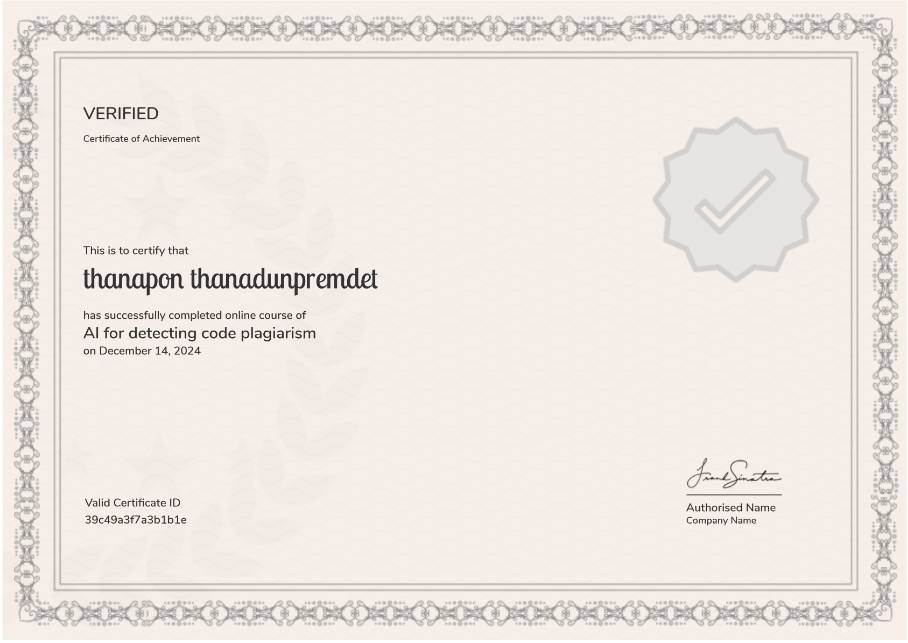 VERIFIED
Certificate of Achievement
This is to certify that
thanapon thanadunpremdet
has successfully completed online course of
AI for detecting code plagiarism
on December 14, 2024
Valid Certificate ID
39c49a3f7a3b1b1e
Frank Sinatra
Authorised Name
Company Name